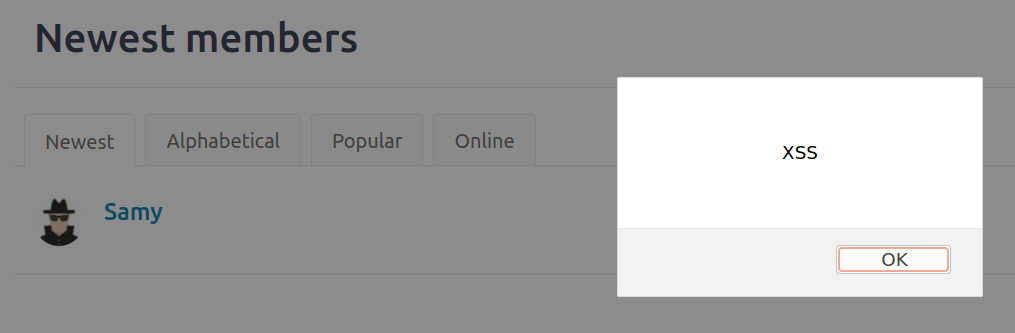 Newest members
Newest Alphabetical Popular Online
XSS
Samy
OK